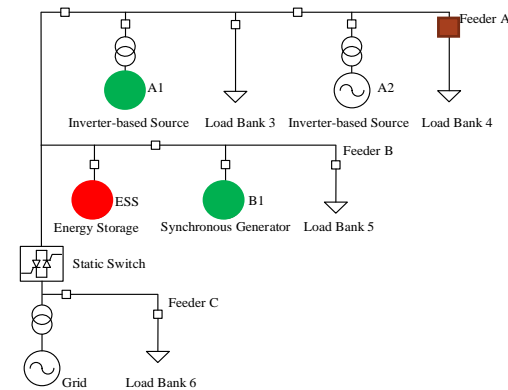 Feeder A
A1
A2
Inverter-based Source
Load Bank 3
Inverter-based Source
Load Bank 4
Feeder B
ESS
B1
Energy Storage
Synchronous Generator
Load Bank 5
Static Switch
Feeder C
Grid
Load Bank 6